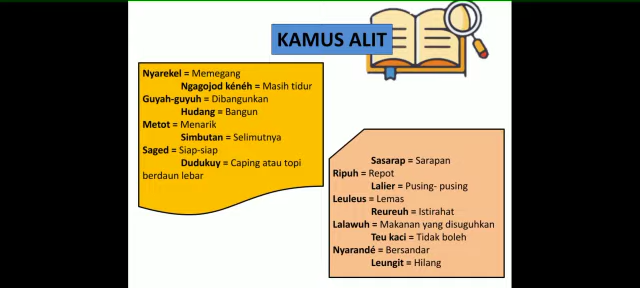 KAMUS ALIT
Nyarekel = Memegang
Ngagojod kénéh = Masih tidur
Guyah-guyuh = Dibangunkan
Hudang = Bangun
Metot = Menarik
Simbutan = Selimutnya
Saged = Siap-siap
Dudukuy = Caping atau topi
berdaun lebar
Sasarap = Sarapan
Ripuh = Repot
Lalier = Pusing- pusing
Leuleus = Lemas
Reureuh = Istirahat
Lalawuh = Makanan yang disuguhkan
Teu kaci = Tidak boleh
Nyarandé = Bersandar
Leungit = Hilang